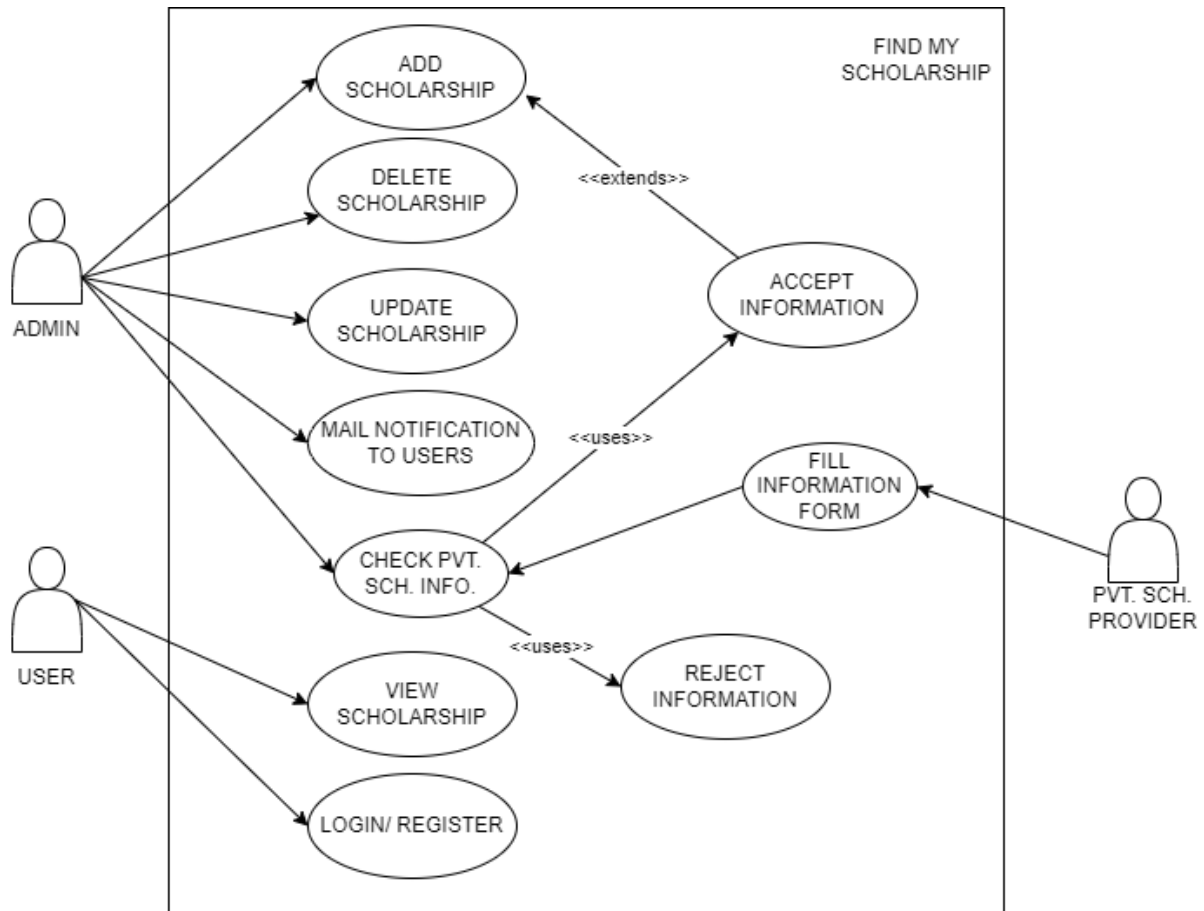 FIND MY
SCHOLARSHIP
ADD
SCHOLARSHIP
DELETE
SCHOLARSHIP
<<extends>>
ADMIN
UPDATE
SCHOLARSHIP
ACCEPT
INFORMATION
MAIL NOTIFICATION
TO USERS
<<uses>>
FILL
INFORMATION
FORM
CHECK PVT.
SCH. INFO.
PVT. SCH.
PROVIDER
<<uses>>
USER
VIEW
SCHOLARSHIP
REJECT
INFORMATION
LOGIN/ REGISTER